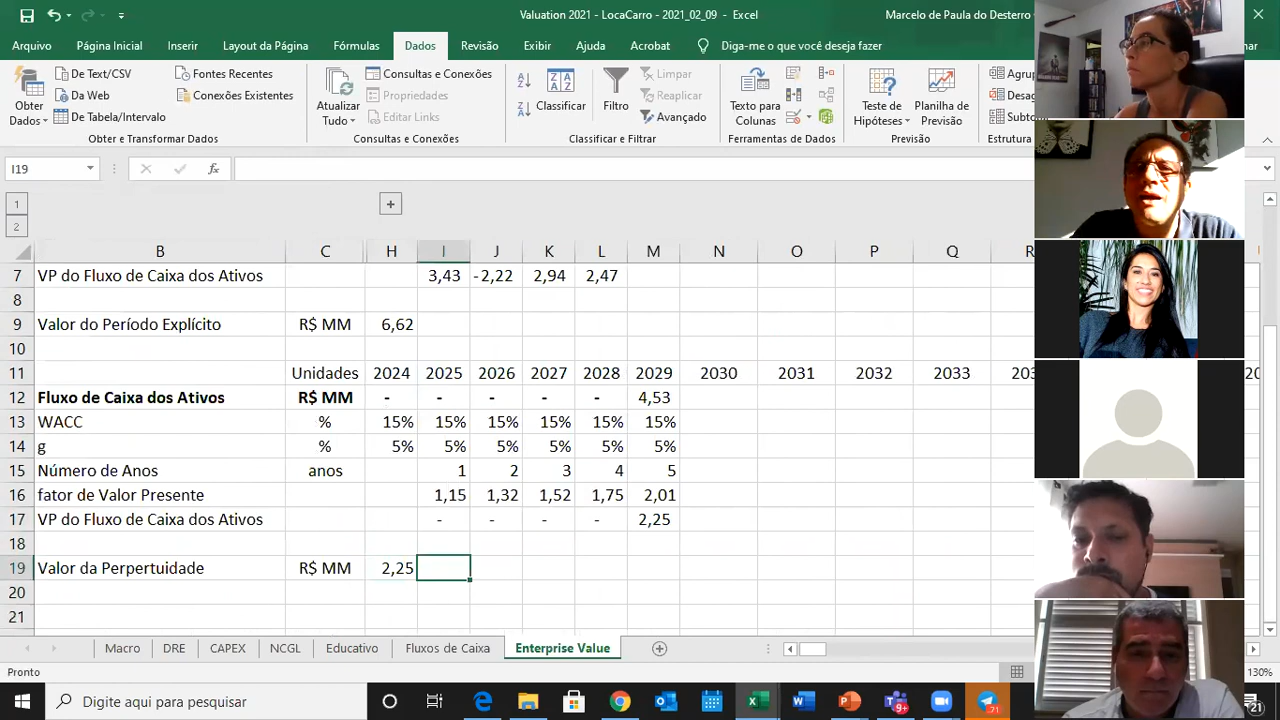 Valuation 2021 - LocaCarro - 2021_02_09 - Excel
Marcelo de Paula do Desterro
Arquivo Página Inicial Inserir Layout da Página Fórmulas Dados Revisão Exibir Ajuda Acrobat Diga-me o que você deseja fazer
De Text/CSV Fontes Recentes Consultas e Conexões Limpar
Da Web Conexões Existentes Propriedades Reaplicar
De Tabela/Intervalo Editar Links Avançado
Obter Dados
Atualizar Tudo
Classificar
Filtro
Texto para Colunas
Teste de Hipóteses
Planilha de Previsão
Agrup
Desag
Subto
Obter e Transformar Dados Consultas e Conexões Classificar e Filtrar Ferramentas de Dados Previsão Estrutura
I19 fx
1
2
B C H I J K L M N O P Q R
7 VP do Fluxo de Caixa dos Ativos 3,43 -2,22 2,94 2,47
8
9 Valor do Período Explícito R$ MM 6,62
10
11 Unidades 2024 2025 2026 2027 2028 2029 2030 2031 2032 2033 203
12 Fluxo de Caixa dos Ativos R$ MM - - - - - 4,53
13 WACC % 15% 15% 15% 15% 15% 15%
14 g % 5% 5% 5% 5% 5% 5%
15 Número de Anos anos 1 2 3 4 5
16 fator de Valor Presente 1,15 1,32 1,52 1,75 2,01
17 VP do Fluxo de Caixa dos Ativos - - - - 2,25
18
19 Valor da Perpertuidade R$ MM 2,25
20
21
Macro DRE CAPEX NCGL Educativo Fluxos de Caixa Enterprise Value
Pronto 130%
Digite aqui para pesquisar
21